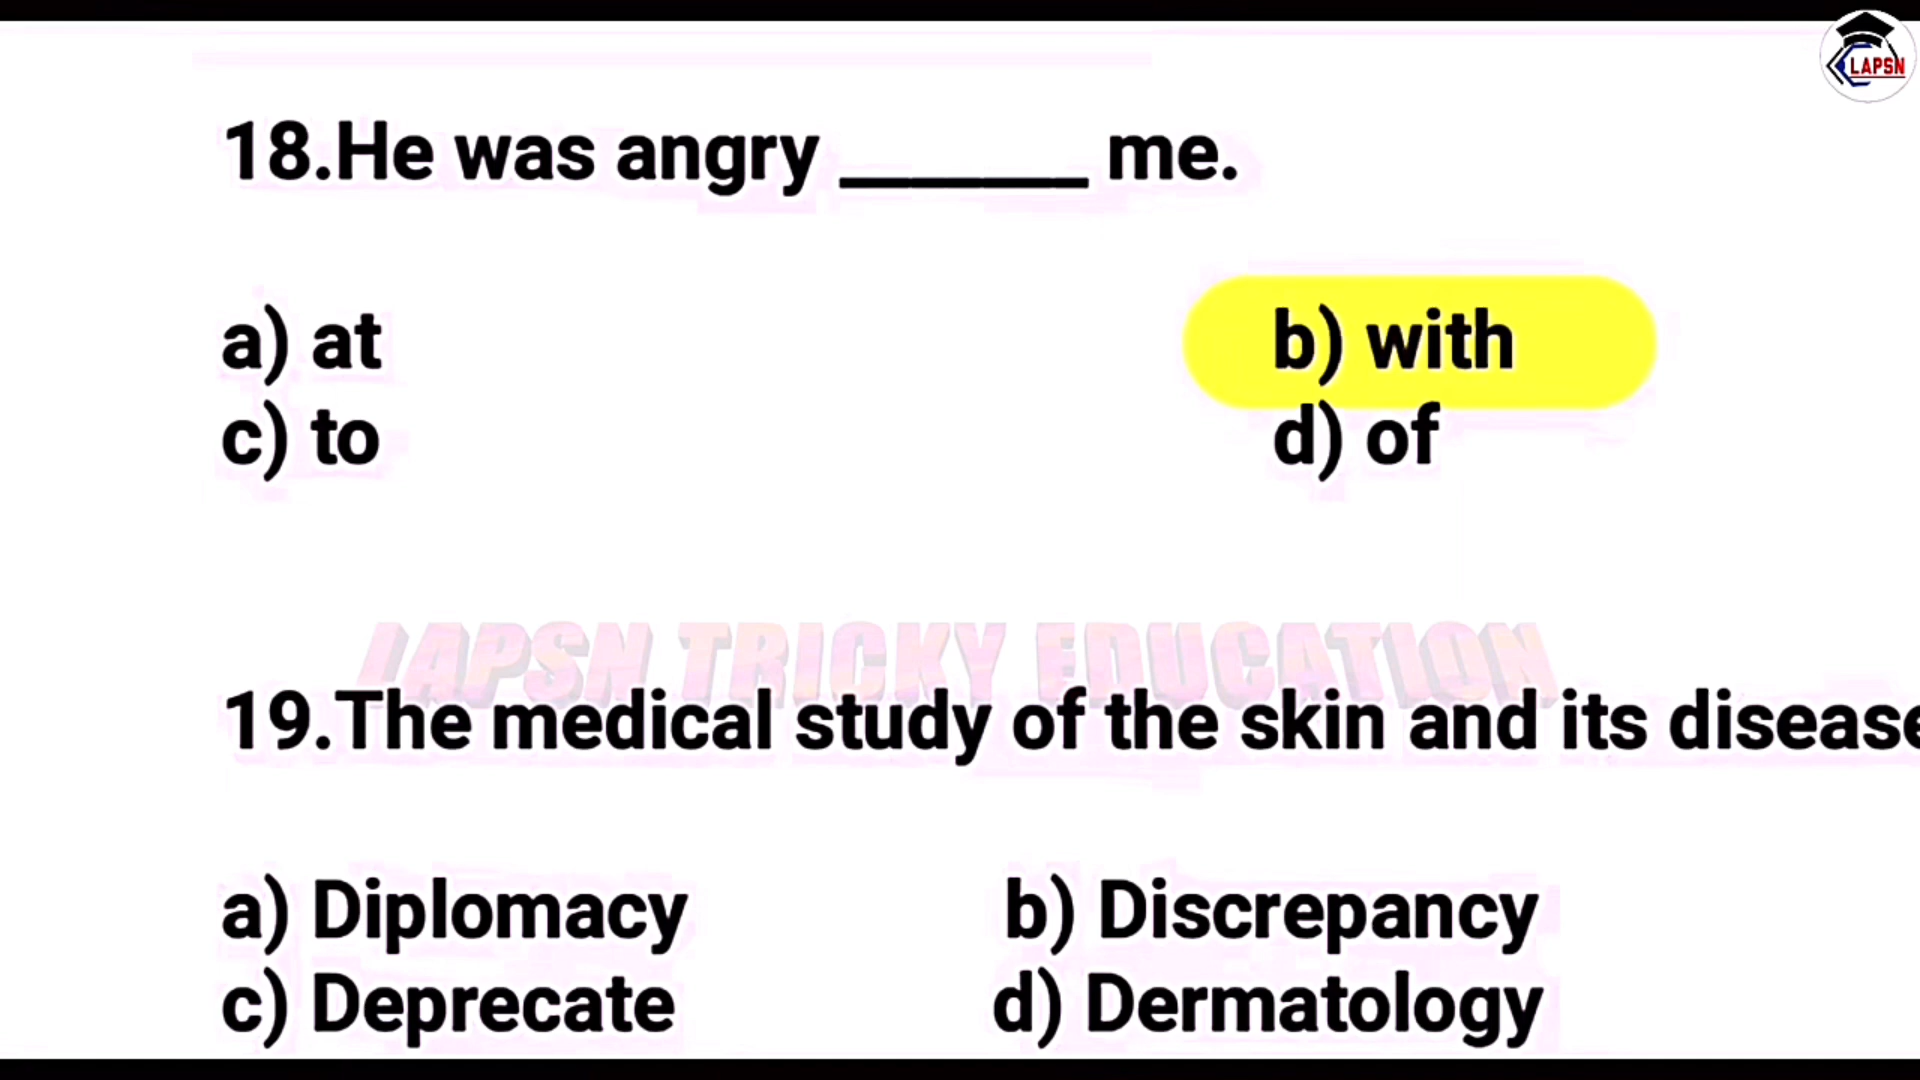 LAPSN
18.He was angry ______ me.
a) at
b) with
c) to
d) of
LAPSN TRICKY EDUCATION
19.The medical study of the skin and its disease
a) Diplomacy
b) Discrepancy
c) Deprecate
d) Dermatology